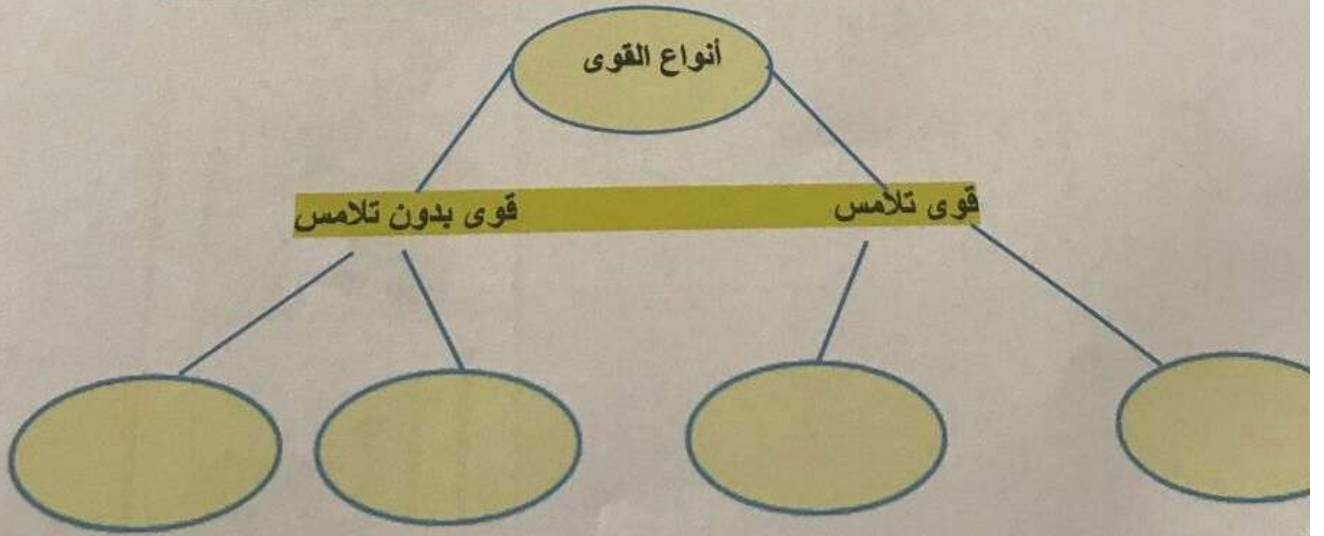 أنواع القوى
قوى تلامس
قوى بدون تلامس